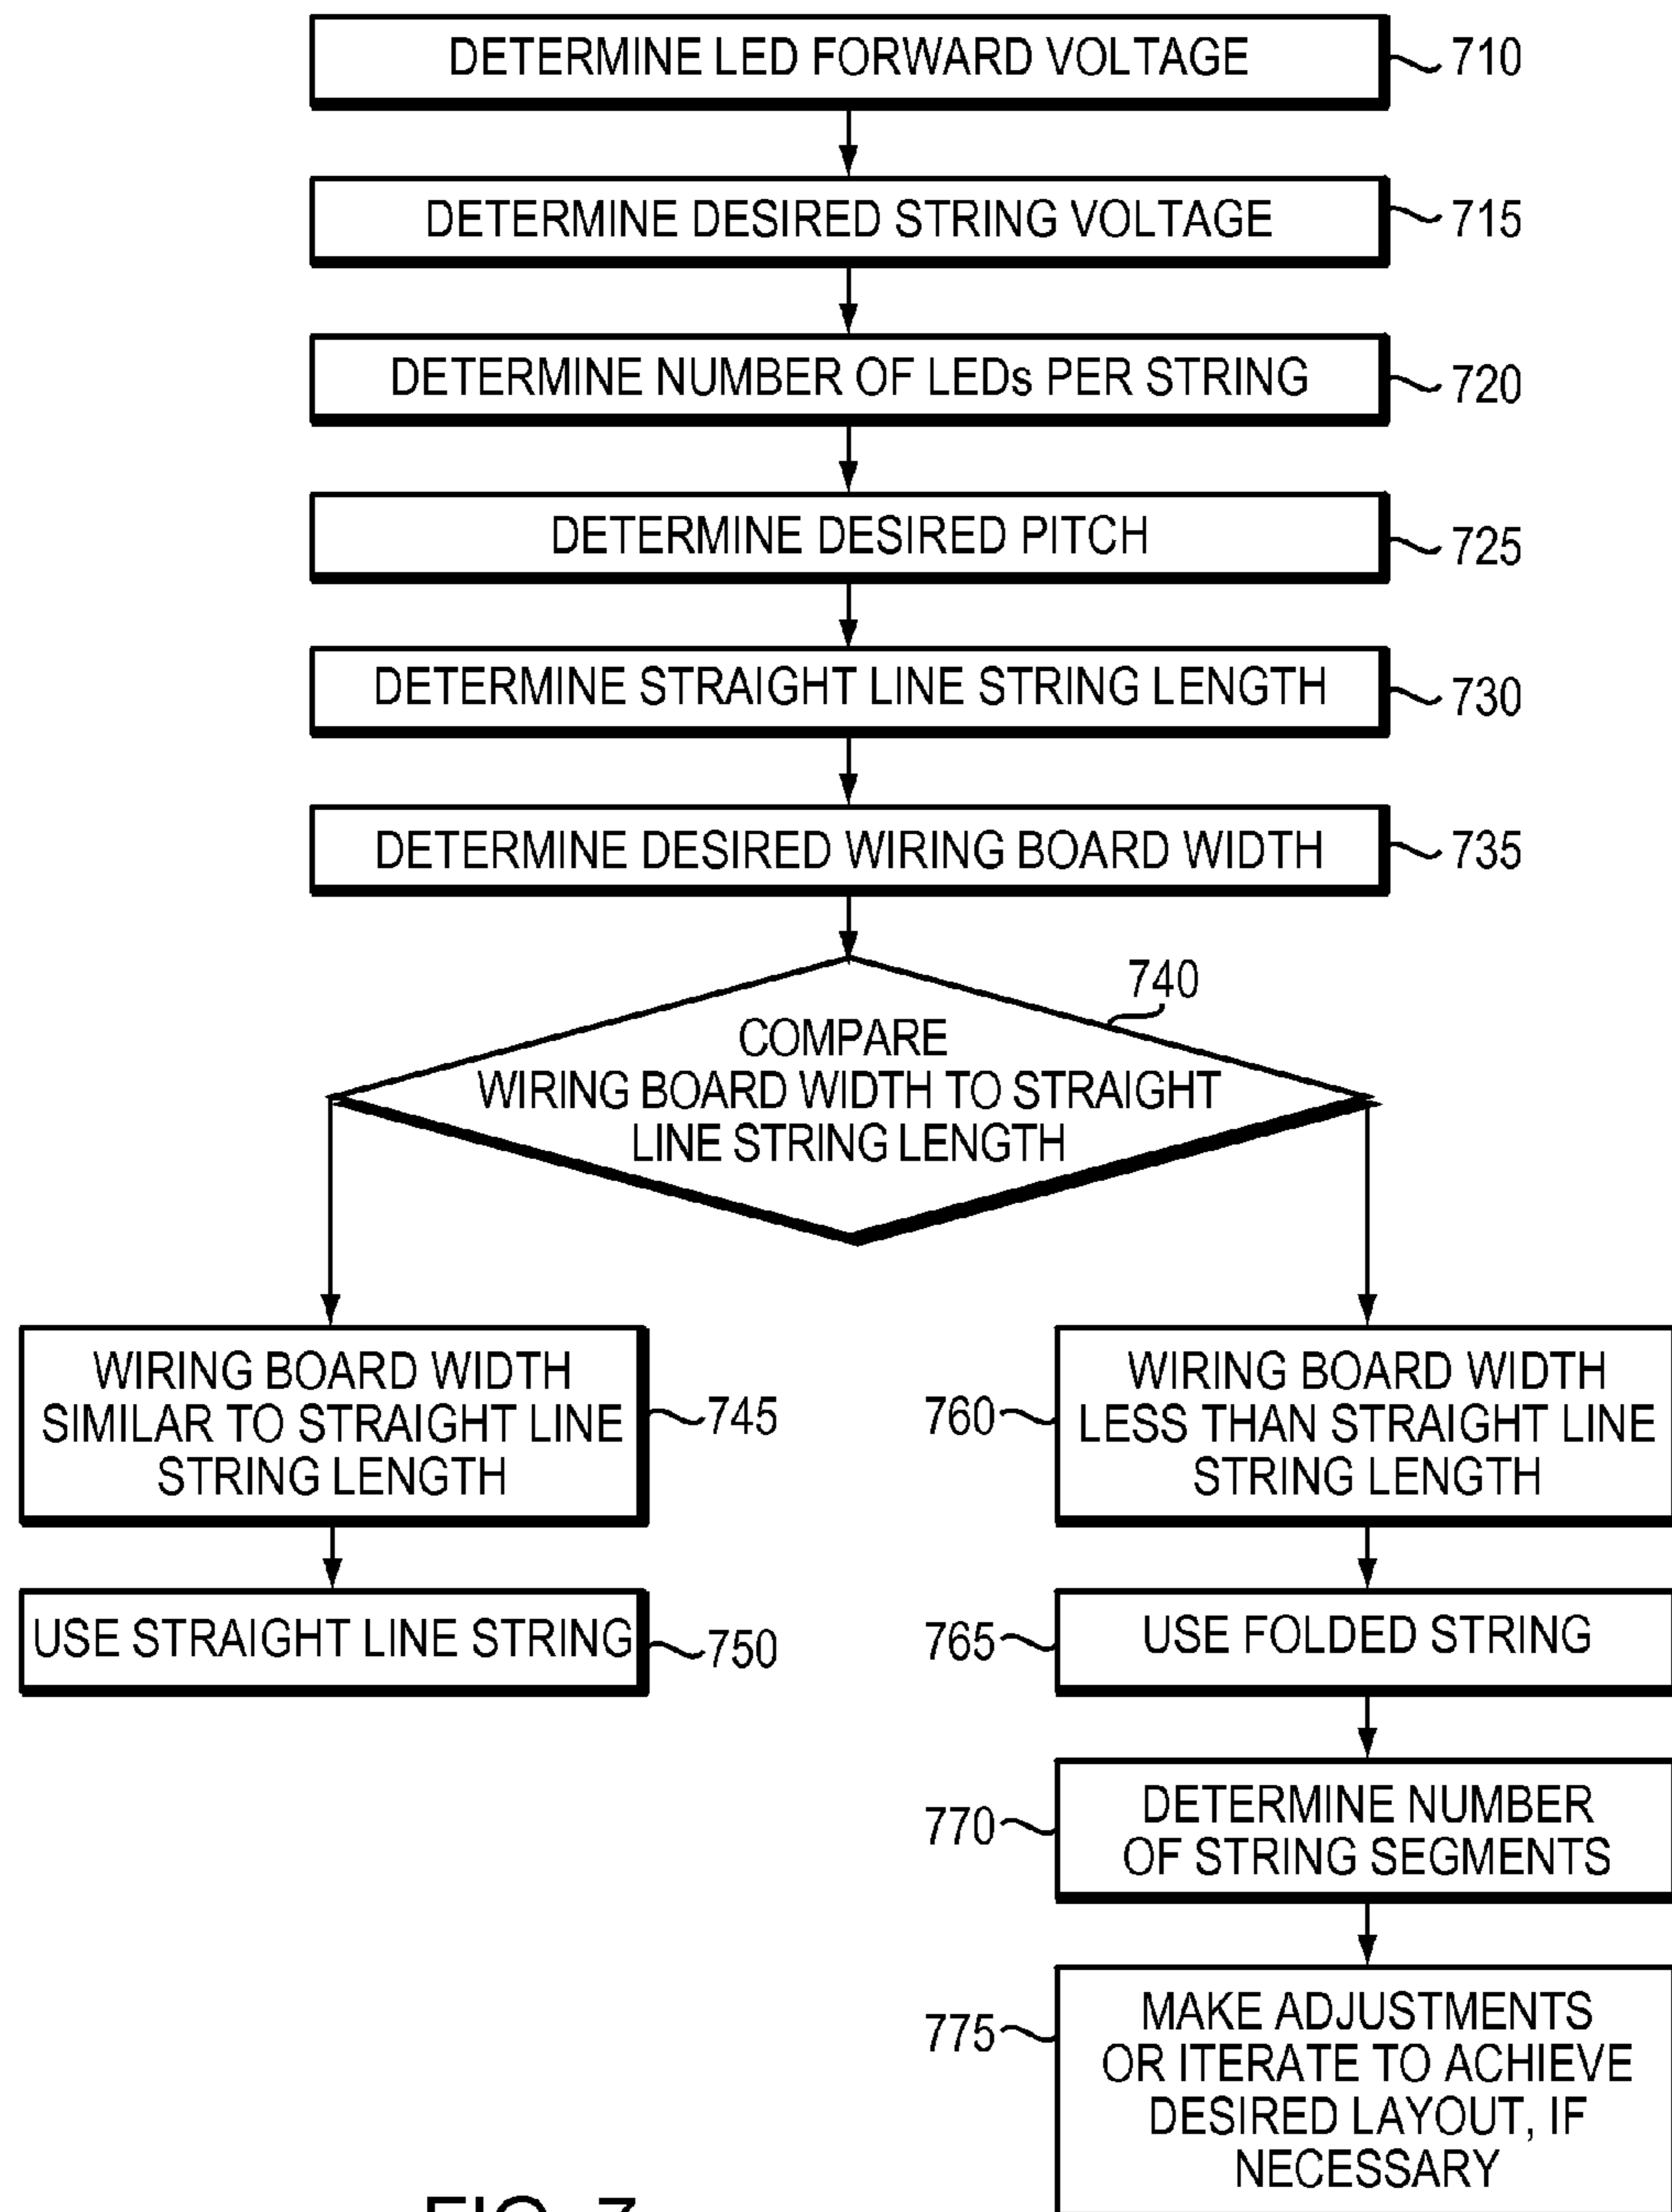 DETERMINE LED FORWARD VOLTAGE
710
DETERMINE DESIRED STRING VOLTAGE
715
DETERMINE NUMBER OF LEDs PER STRING
720
DETERMINE DESIRED PITCH
725
DETERMINE STRAIGHT LINE STRING LENGTH
730
DETERMINE DESIRED WIRING BOARD WIDTH
735
740
COMPARE
WIRING BOARD WIDTH TO STRAIGHT
LINE STRING LENGTH
WIRING BOARD WIDTH
SIMILAR TO STRAIGHT LINE
STRING LENGTH
745
USE STRAIGHT LINE STRING
750
760
WIRING BOARD WIDTH
LESS THAN STRAIGHT LINE
STRING LENGTH
765
USE FOLDED STRING
770
DETERMINE NUMBER
OF STRING SEGMENTS
775
MAKE ADJUSTMENTS
OR ITERATE TO ACHIEVE
DESIRED LAYOUT, IF
NECESSARY